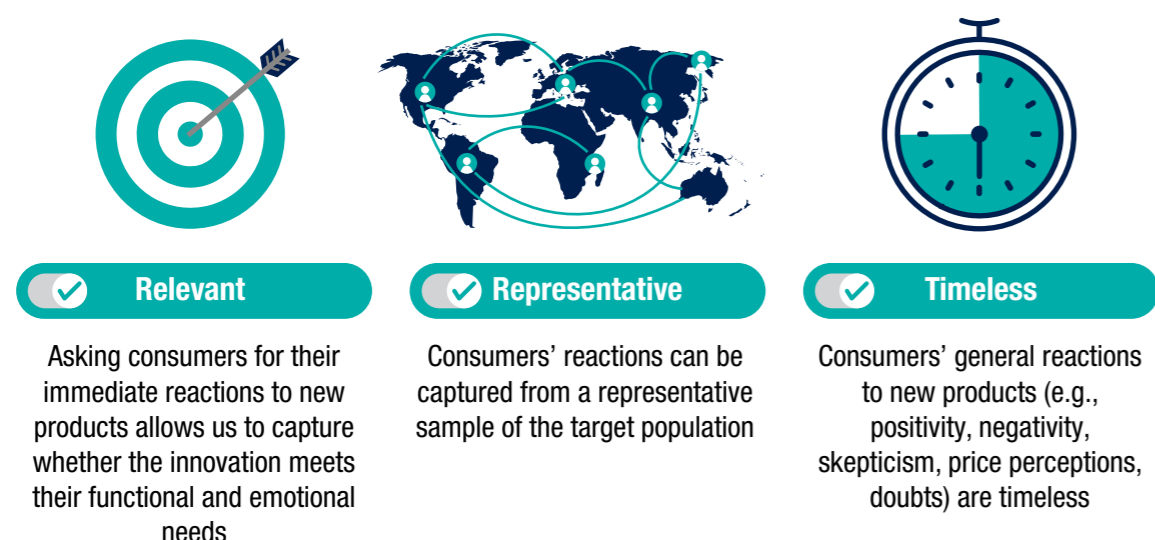 Relevant
Asking consumers for their
immediate reactions to new
products allows us to capture
whether the innovation meets
their functional and emotional
needs
Representative
Consumers’ reactions can be
captured from a representative
sample of the target population
Timeless
Consumers’ general reactions
to new products (e.g.,
positivity, negativity,
skepticism, price perceptions,
doubts) are timeless